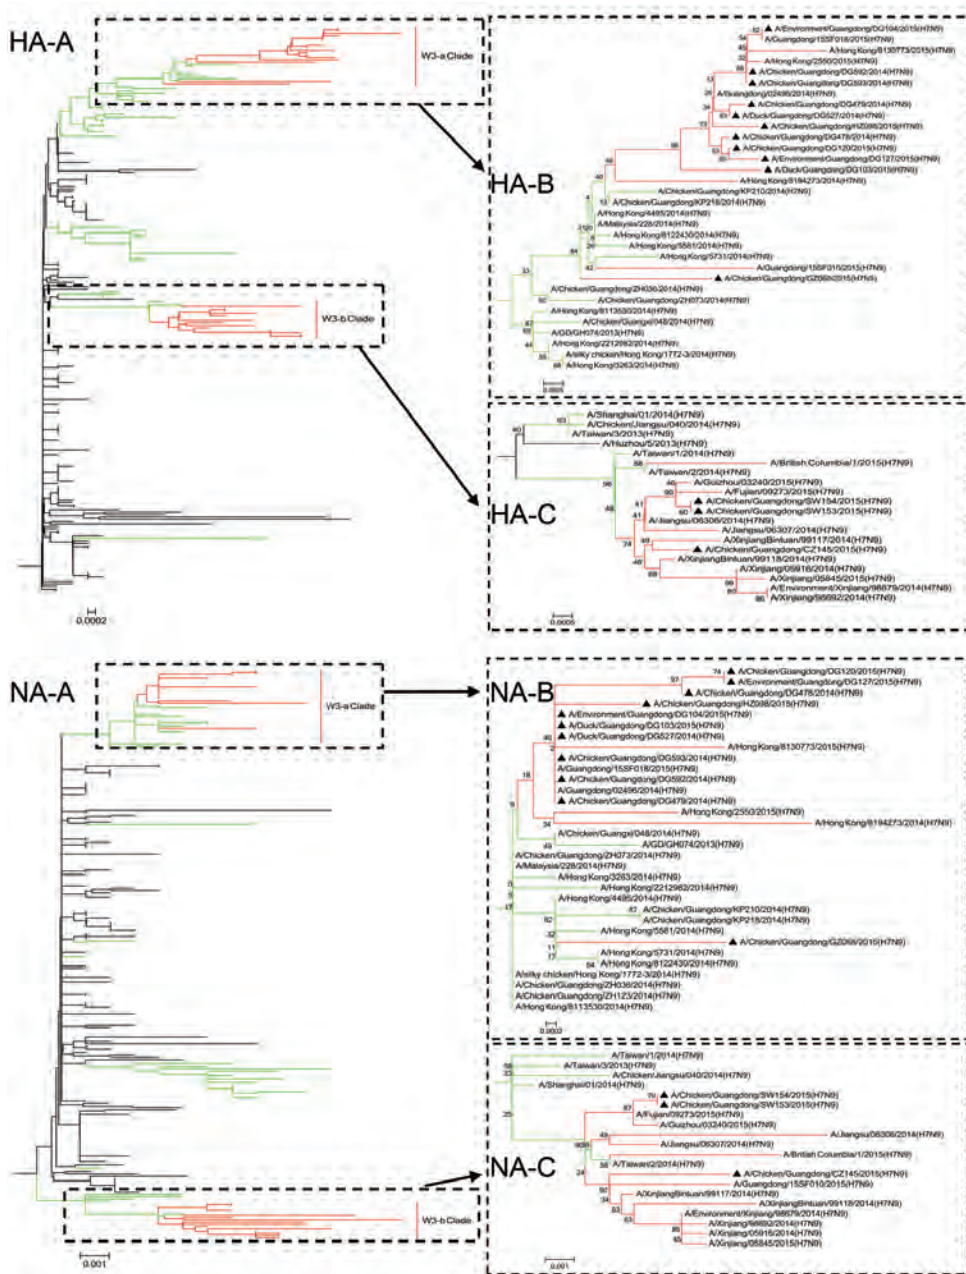 HA-A
W3-a Clade
W3-b Clade
0.0002
HA-B
A/Environment/Guangdong/DG104/2015(H7N9)
A/Guangdong/15SF018/2015(H7N9)
A/Hong Kong/8130773/2015(H7N9)
A/Hong Kong/2550/2015(H7N9)
A/Chicken/Guangdong/DG592/2014(H7N9)
A/Chicken/Guangdong/DG593/2014(H7N9)
A/Guangdong/02496/2014(H7N9)
A/Chicken/Guangdong/DG479/2014(H7N9)
A/Duck/Guangdong/DG527/2014(H7N9)
A/Chicken/Guangdong/HZ098/2015(H7N9)
A/Chicken/Guangdong/DG478/2014(H7N9)
A/Chicken/Guangdong/DG120/2015(H7N9)
A/Environment/Guangdong/DG127/2015(H7N9)
A/Duck/Guangdong/DG103/2015(H7N9)
A/Hong Kong/8194273/2014(H7N9)
A/Chicken/Guangdong/KP210/2014(H7N9)
A/Chicken/Guangdong/KP218/2014(H7N9)
A/Hong Kong/4495/2014(H7N9)
A/Malaysia/228/2014(H7N9)
A/Hong Kong/8122430/2014(H7N9)
A/Hong Kong/5581/2014(H7N9)
A/Hong Kong/5731/2014(H7N9)
A/Guangdong/15SF010/2015(H7N9)
A/Chicken/Guangdong/GZ068/2015(H7N9)
A/Chicken/Guangdong/ZH036/2014(H7N9)
A/Chicken/Guangdong/ZH073/2014(H7N9)
A/Hong Kong/8113530/2014(H7N9)
A/Chicken/Guangxi/048/2014(H7N9)
A/GD/GH074/2013(H7N9)
A/Hong Kong/2212982/2014(H7N9)
A/silky chicken/Hong Kong/1772-3/2014(H7N9)
A/Hong Kong/3263/2014(H7N9)
0.0005
HA-C
A/Shanghai/01/2014(H7N9)
A/Chicken/Jiangsu/040/2014(H7N9)
A/Taiwan/3/2013(H7N9)
A/Huzhou/5/2013(H7N9)
A/Taiwan/1/2014(H7N9)
A/British Columbia/1/2015(H7N9)
A/Taiwan/2/2014(H7N9)
A/Guizhou/03240/2015(H7N9)
A/Fujian/09273/2015(H7N9)
A/Chicken/Guangdong/SW154/2015(H7N9)
A/Chicken/Guangdong/SW153/2015(H7N9)
A/Jiangsu/06306/2014(H7N9)
A/Jiangsu/06307/2014(H7N9)
A/XinjiangBintuan/99117/2014(H7N9)
A/Chicken/Guangdong/CZ145/2015(H7N9)
A/XinjiangBintuan/99118/2014(H7N9)
A/Xinjiang/05916/2014(H7N9)
A/Xinjiang/05845/2015(H7N9)
A/Environment/Xinjiang/98679/2014(H7N9)
A/Xinjiang/98692/2014(H7N9)
0.0005
NA-A
W3-a Clade
W3-b Clade
0.001
NA-B
A/Chicken/Guangdong/DG120/2015(H7N9)
A/Environment/Guangdong/DG127/2015(H7N9)
A/Chicken/Guangdong/DG478/2014(H7N9)
A/Chicken/Guangdong/HZ098/2015(H7N9)
A/Environment/Guangdong/DG104/2015(H7N9)
A/Duck/Guangdong/DG103/2015(H7N9)
A/Duck/Guangdong/DG527/2014(H7N9)
A/Hong Kong/8130773/2015(H7N9)
A/Chicken/Guangdong/DG593/2014(H7N9)
A/Guangdong/15SF018/2015(H7N9)
A/Chicken/Guangdong/DG592/2014(H7N9)
A/Guangdong/02496/2014(H7N9)
A/Chicken/Guangdong/DG479/2014(H7N9)
A/Hong Kong/2550/2015(H7N9)
A/Hong Kong/8194273/2014(H7N9)
A/Chicken/Guangxi/048/2014(H7N9)
A/GD/GH074/2013(H7N9)
A/Chicken/Guangdong/ZH073/2014(H7N9)
A/Malaysia/228/2014(H7N9)
A/Hong Kong/3263/2014(H7N9)
A/Hong Kong/2212982/2014(H7N9)
A/Hong Kong/4495/2014(H7N9)
A/Chicken/Guangdong/KP210/2014(H7N9)
A/Chicken/Guangdong/KP218/2014(H7N9)
A/Hong Kong/5581/2014(H7N9)
A/Chicken/Guangdong/GZ068/2015(H7N9)
A/Hong Kong/5731/2014(H7N9)
A/Hong Kong/8122430/2014(H7N9)
A/silky chicken/Hong Kong/1772-3/2014(H7N9)
A/Chicken/Guangdong/ZH036/2014(H7N9)
A/Chicken/Guangdong/ZH123/2014(H7N9)
A/Hong Kong/8113530/2014(H7N9)
0.0002
NA-C
A/Taiwan/1/2014(H7N9)
A/Taiwan/3/2013(H7N9)
A/Chicken/Jiangsu/040/2014(H7N9)
A/Shanghai/01/2014(H7N9)
A/Chicken/Guangdong/SW154/2015(H7N9)
A/Chicken/Guangdong/SW153/2015(H7N9)
A/Fujian/09273/2015(H7N9)
A/Guizhou/03240/2015(H7N9)
A/Jiangsu/06306/2014(H7N9)
A/Jiangsu/06307/2014(H7N9)
A/British Columbia/1/2015(H7N9)
A/Taiwan/2/2014(H7N9)
A/Chicken/Guangdong/CZ145/2015(H7N9)
A/Guangdong/15SF010/2015(H7N9)
A/XinjiangBintuan/99117/2014(H7N9)
A/XinjiangBintuan/99118/2014(H7N9)
A/Environment/Xinjiang/98679/2014(H7N9)
A/Xinjiang/98692/2014(H7N9)
A/Xinjiang/05916/2014(H7N9)
A/Xinjiang/05845/2015(H7N9)
0.001